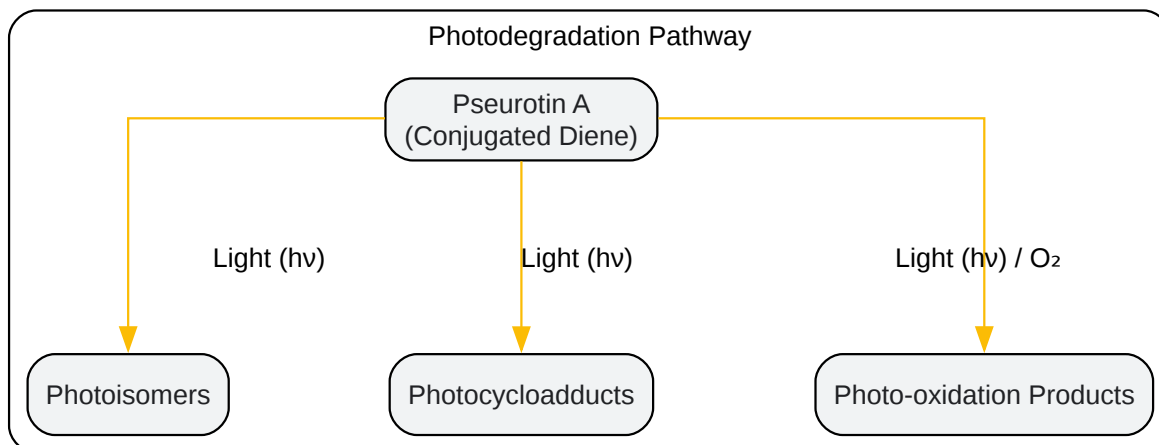 Photodegradation Pathway
Pseurotin A
(Conjugated Diene)
Light (hν)
Light (hν)
Light (hν) / O₂
Photoisomers
Photocycloadducts
Photo-oxidation Products